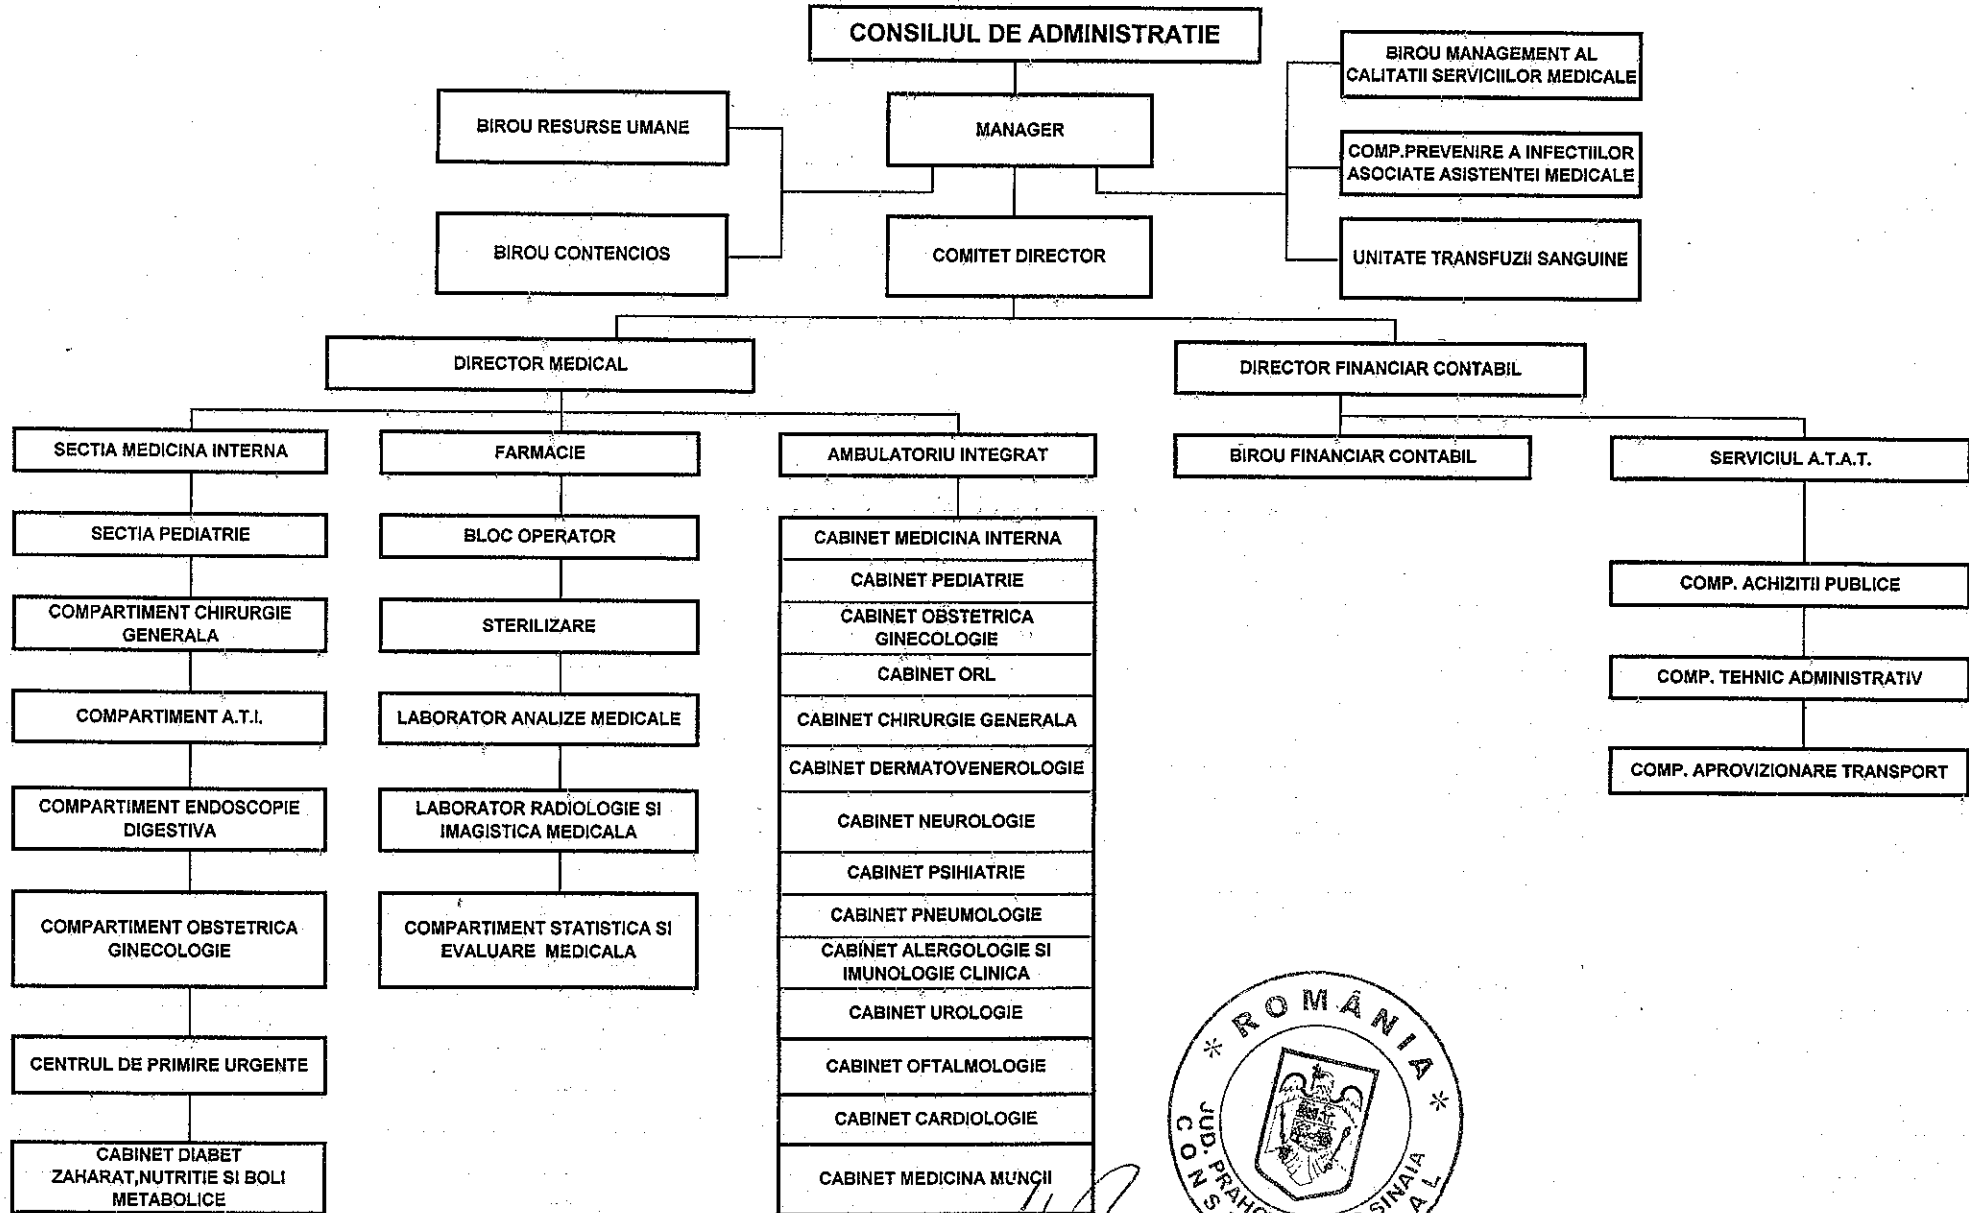 CONSILIUL DE ADMINISTRATIE
BIROU MANAGEMENT AL
CALITATII SERVICIILOR MEDICALE
BIROU RESURSE UMANE
MANAGER
COMP.PREVENIRE A INFECTIILOR
ASOCIATE ASISTENTEI MEDICALE
BIROU CONTENCIOS
COMITET DIRECTOR
UNITATE TRANSFUZII SANGUINE
DIRECTOR MEDICAL
DIRECTOR FINANCIAR CONTABIL
SECTIA MEDICINA INTERNA
SECTIA PEDIATRIE
COMPARTIMENT CHIRURGIE
GENERALA
COMPARTIMENT A.T.I.
COMPARTIMENT ENDOSCOPIE
DIGESTIVA
COMPARTIMENT OBSTETRICA
GINECOLOGIE
CENTRUL DE PRIMIRE URGENTE
CABINET DIABET
ZAHARAT,NUTRITIE SI BOLI
METABOLICE
FARMACIE
BLOC OPERATOR
STERILIZARE
LABORATOR ANALIZE MEDICALE
LABORATOR RADIOLOGIE SI
IMAGISTICA MEDICALA
COMPARTIMENT STATISTICA SI
EVALUARE MEDICALA
AMBULATORIU INTEGRAT
CABINET MEDICINA INTERNA
CABINET PEDIATRIE
CABINET OBSTETRICA
GINECOLOGIE
CABINET ORL
CABINET CHIRURGIE GENERALA
CABINET DERMATOVENEROLOGIE
CABINET NEUROLOGIE
CABINET PSIHIATRIE
CABINET PNEUMOLOGIE
CABINET ALERGOLOGIE SI
IMUNOLOGIE CLINICA
CABINET UROLOGIE
CABINET OFTALMOLOGIE
CABINET CARDIOLOGIE
CABINET MEDICINA MUNCII
BIROU FINANCIAR CONTABIL
SERVICIUL A.T.A.T.
COMP. ACHIZITII PUBLICE
COMP. TEHNIC ADMINISTRATIV
COMP. APROVIZIONARE TRANSPORT
* ROMÂNIA *
JUD.
SINAIA